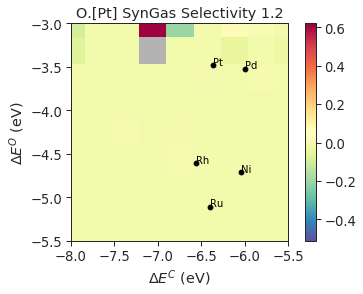 O.[Pt] SynGas Selectivity 1.2
−3.0
−3.5
−4.0
−4.5
−5.0
−5.5
ΔE^O (eV)
Pt
Pd
Rh
Ni
Ru
−8.0 −7.5 −7.0 −6.5 −6.0 −5.5
ΔE^C (eV)
0.6
0.4
0.2
0.0
−0.2
−0.4